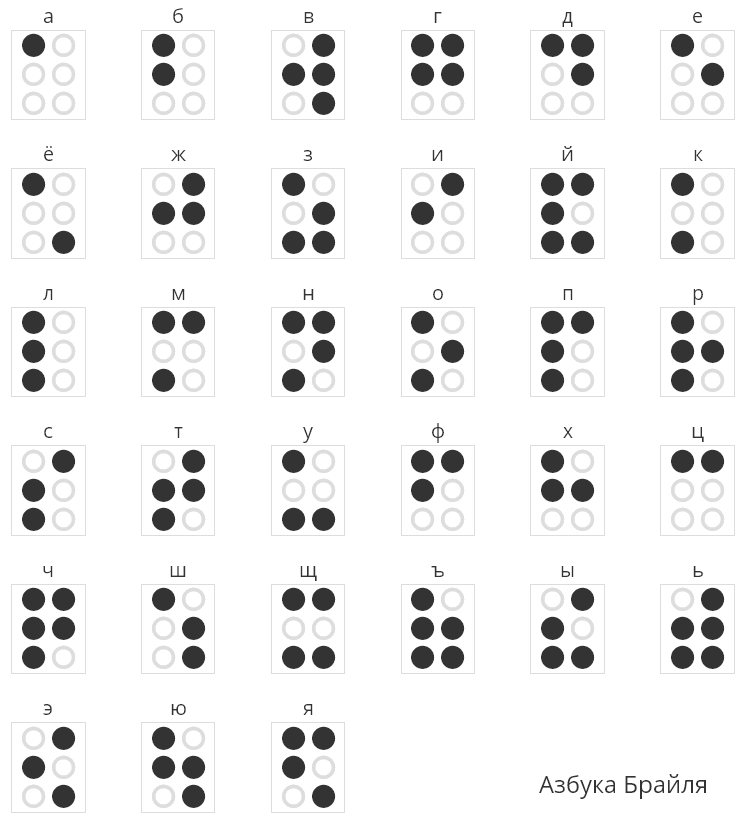 а б в г д е
ё ж з и й к
л м н о п р
с т у ф х ц
ч ш щ ъ ы ь
э ю я
Азбука Брайля